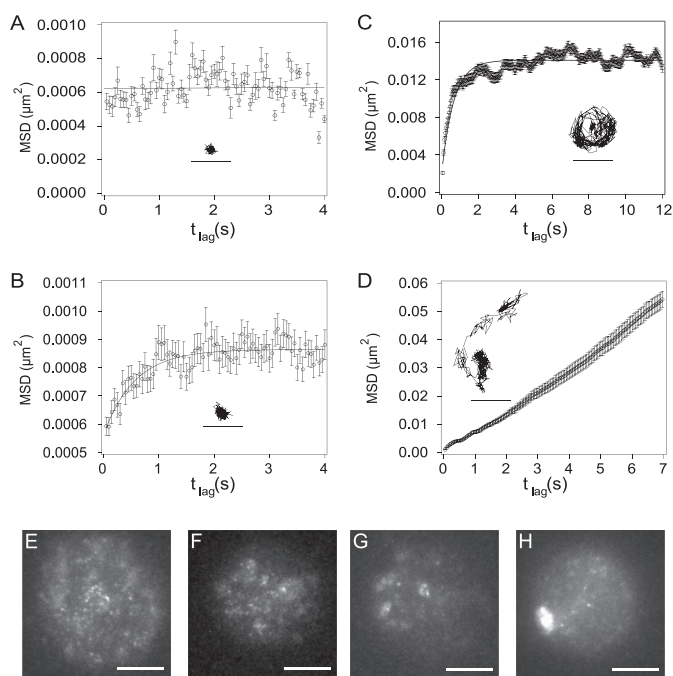 A
MSD (µm²)
0.0010
0.0008
0.0006
0.0004
0.0002
0.0000
0 1 2 3 4
t lag(s)
C
MSD (µm²)
0.016
0.012
0.008
0.004
0.000
0 2 4 6 8 10 12
t lag(s)
B
MSD (µm²)
0.0011
0.0010
0.0009
0.0008
0.0007
0.0006
0.0005
0 1 2 3 4
t lag(s)
D
MSD (µm²)
0.06
0.05
0.04
0.03
0.02
0.01
0.00
0 1 2 3 4 5 6 7
t lag(s)
E F G H